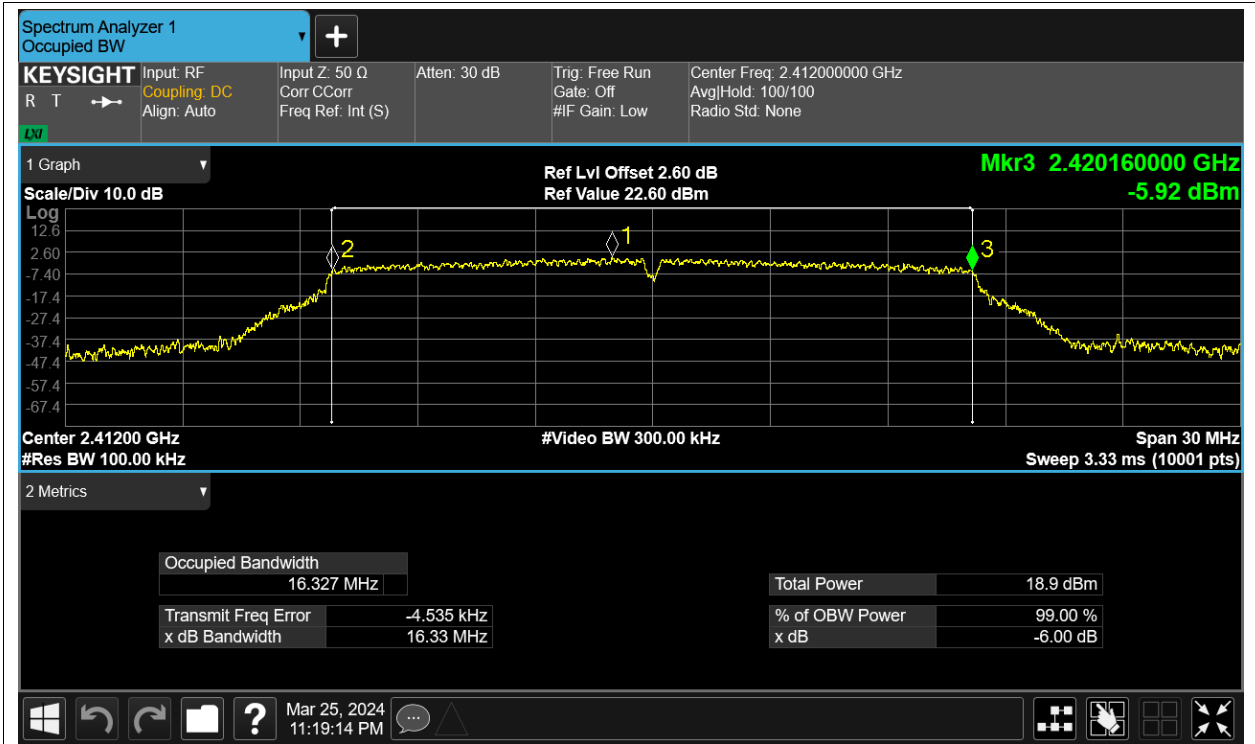 Spectrum Analyzer 1
Occupied BW
KEYSIGHT
R T
LXI
Input: RF
Coupling: DC
Align: Auto
Input Z: 50 Ω
Corr CCorr
Freq Ref: Int (S)
Atten: 30 dB
Trig: Free Run
Gate: Off
#IF Gain: Low
Center Freq: 2.412000000 GHz
Avg|Hold: 100/100
Radio Std: None
1 Graph
Scale/Div 10.0 dB
Ref Lvl Offset 2.60 dB
Ref Value 22.60 dBm
Mkr3 2.420160000 GHz
-5.92 dBm
Log
12.6
2.60
-7.40
-17.4
-27.4
-37.4
-47.4
-57.4
-67.4
2
1
3
Center 2.41200 GHz
#Res BW 100.00 kHz
#Video BW 300.00 kHz
Span 30 MHz
Sweep 3.33 ms (10001 pts)
2 Metrics
Occupied Bandwidth
16.327 MHz
Transmit Freq Error -4.535 kHz
x dB Bandwidth 16.33 MHz
Total Power 18.9 dBm
% of OBW Power 99.00 %
x dB -6.00 dB
?
Mar 25, 2024
11:19:14 PM